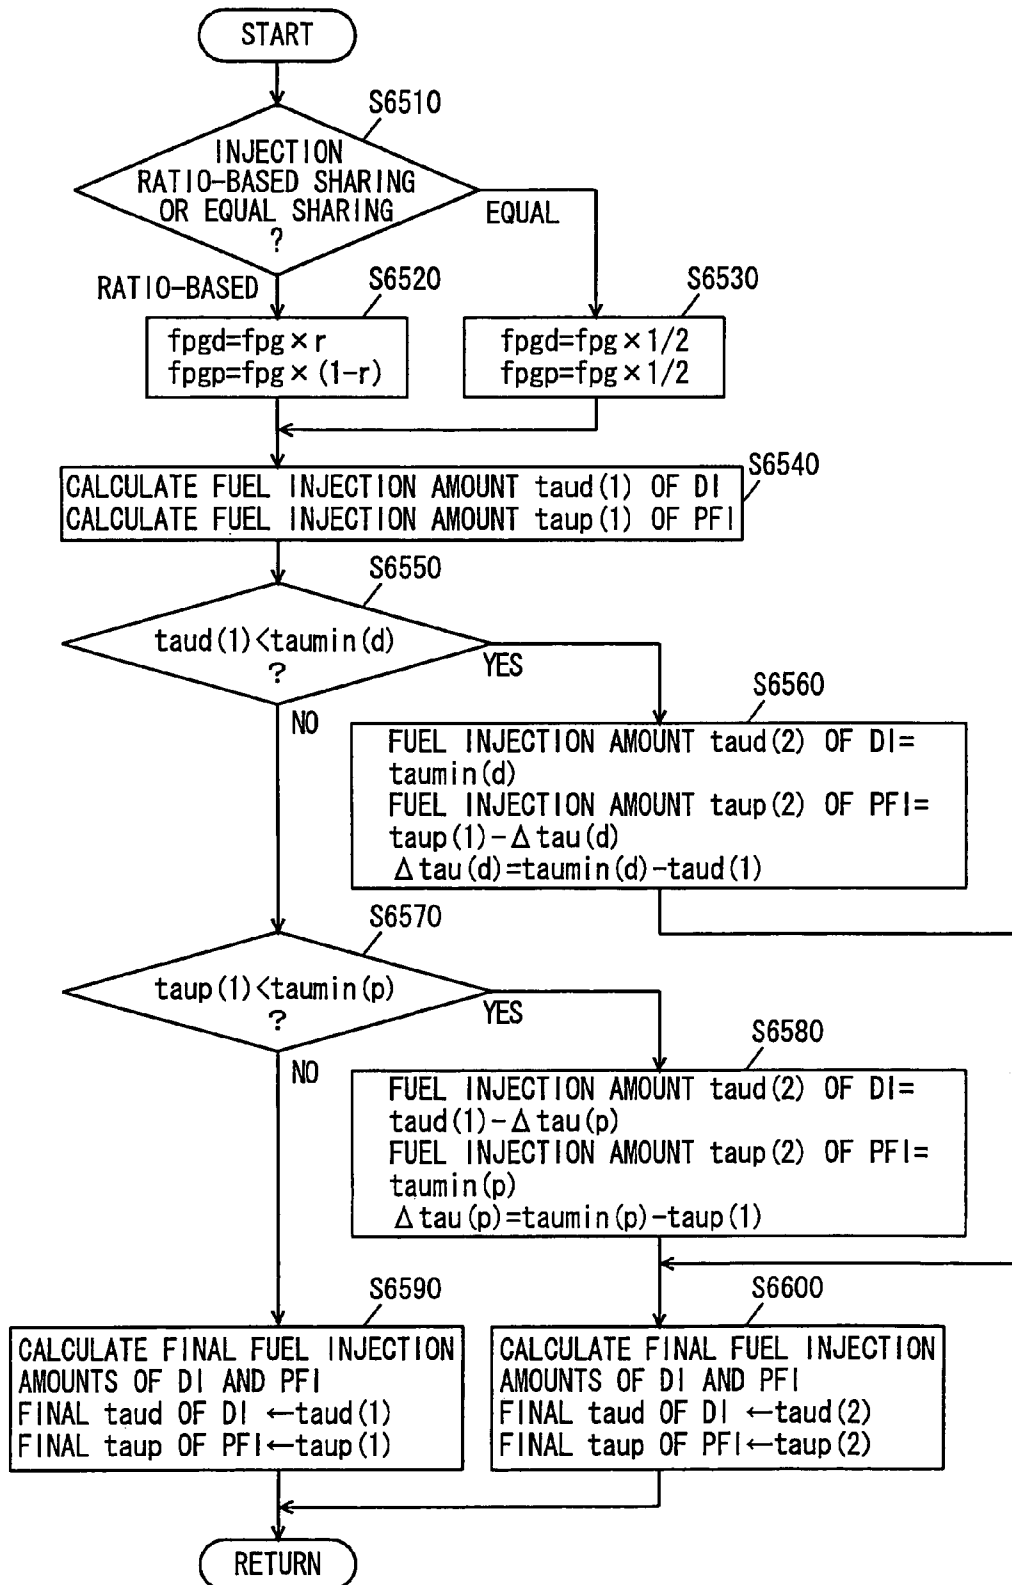 START
S6510
INJECTION
RATIO-BASED SHARING
OR EQUAL SHARING
?
EQUAL
RATIO-BASED
S6520
fpgd=fpg×r
fpgp=fpg×(1-r)
S6530
fpgd=fpg×1/2
fpgp=fpg×1/2
S6540
CALCULATE FUEL INJECTION AMOUNT taud(1) OF DI
CALCULATE FUEL INJECTION AMOUNT taup(1) OF PFI
S6550
taud(1)<taumin(d)
?
YES
NO
S6560
FUEL INJECTION AMOUNT taud(2) OF DI=
taumin(d)
FUEL INJECTION AMOUNT taup(2) OF PFI=
taup(1)-Δtau(d)
Δtau(d)=taumin(d)-taud(1)
S6570
taup(1)<taumin(p)
?
YES
NO
S6580
FUEL INJECTION AMOUNT taud(2) OF DI=
taud(1)-Δtau(p)
FUEL INJECTION AMOUNT taup(2) OF PFI=
taumin(p)
Δtau(p)=taumin(p)-taup(1)
S6590
CALCULATE FINAL FUEL INJECTION
AMOUNTS OF DI AND PFI
FINAL taud OF DI ←taud(1)
FINAL taup OF PFI←taup(1)
S6600
CALCULATE FINAL FUEL INJECTION
AMOUNTS OF DI AND PFI
FINAL taud OF DI ←taud(2)
FINAL taup OF PFI←taup(2)
RETURN